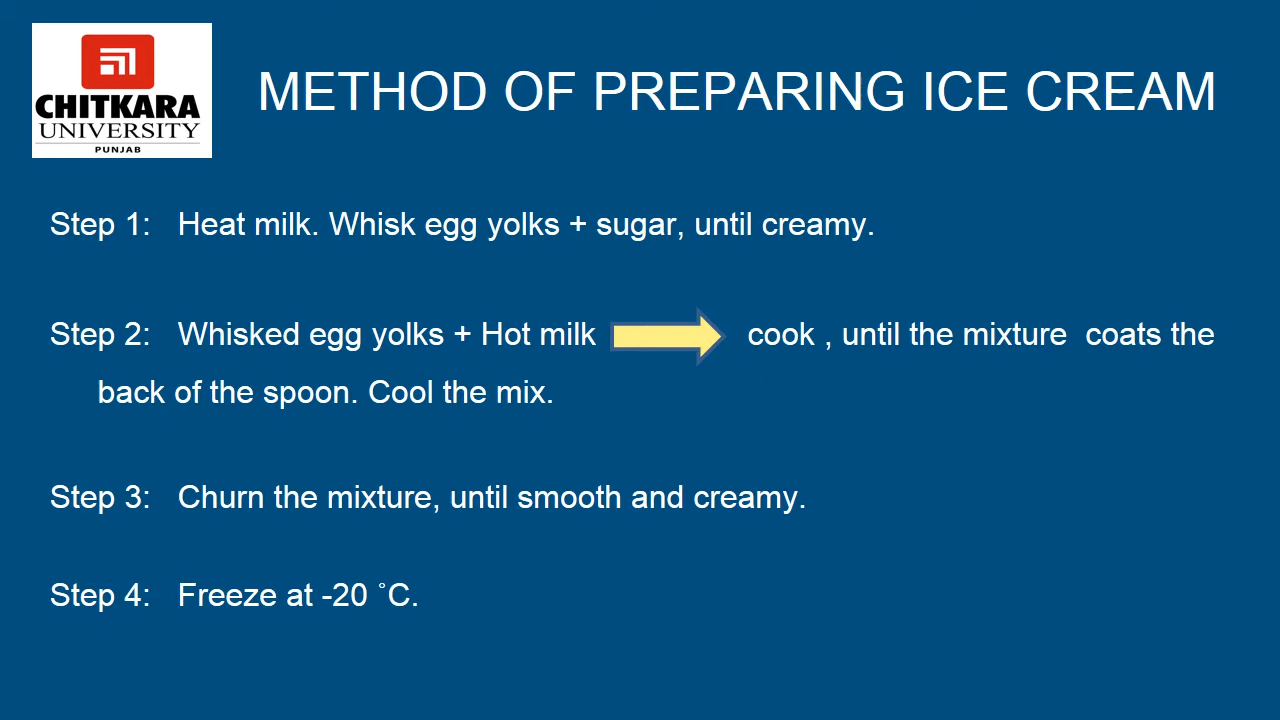 CHITKARA
UNIVERSITY
PUNJAB
METHOD OF PREPARING ICE CREAM
Step 1: Heat milk. Whisk egg yolks + sugar, until creamy.
Step 2: Whisked egg yolks + Hot milk cook , until the mixture coats the
back of the spoon. Cool the mix.
Step 3: Churn the mixture, until smooth and creamy.
Step 4: Freeze at -20 ˚C.